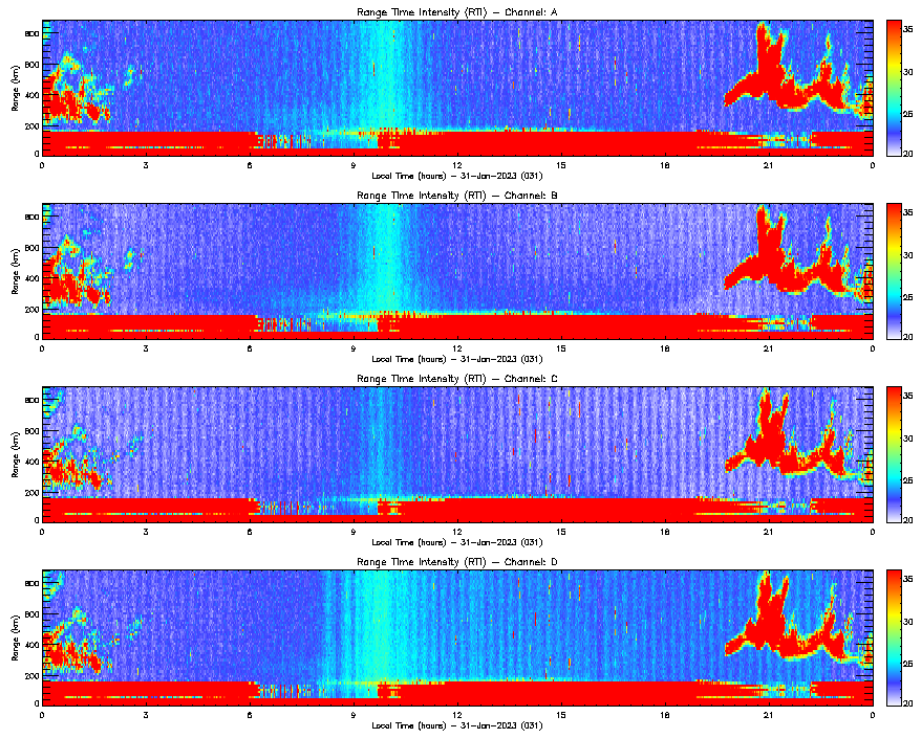 Range Time Intensity (RTI) – Channel: A
Range (km)
800
600
400
200
0
0 3 6 9 12 15 18 21 0
Local Time (hours) – 31-Jan-2023 (031)
35
30
25
20
Range Time Intensity (RTI) – Channel: B
Range (km)
800
600
400
200
0
0 3 6 9 12 15 18 21 0
Local Time (hours) – 31-Jan-2023 (031)
35
30
25
20
Range Time Intensity (RTI) – Channel: C
Range (km)
800
600
400
200
0
0 3 6 9 12 15 18 21 0
Local Time (hours) – 31-Jan-2023 (031)
35
30
25
20
Range Time Intensity (RTI) – Channel: D
Range (km)
800
600
400
200
0
0 3 6 9 12 15 18 21 0
Local Time (hours) – 31-Jan-2023 (031)
35
30
25
20